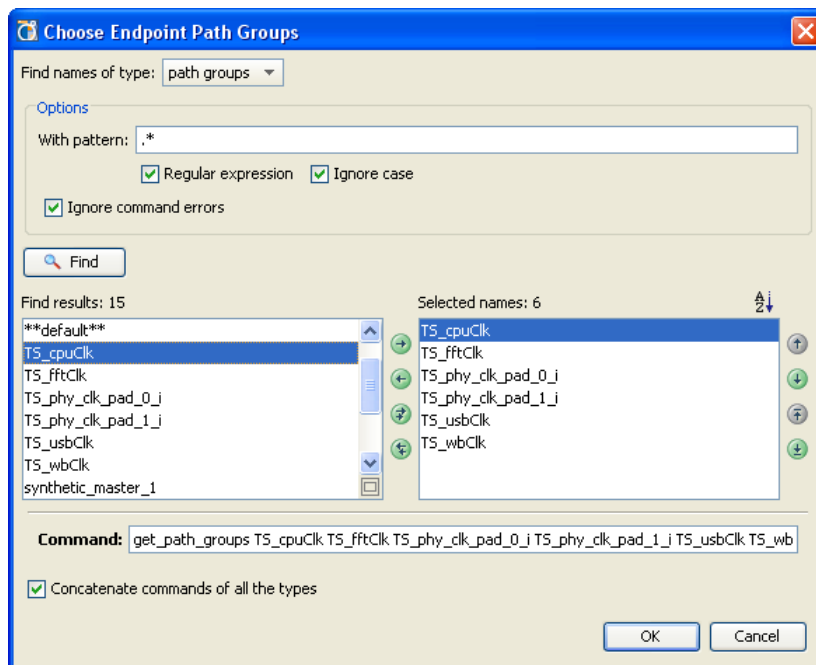 Choose Endpoint Path Groups
Find names of type: path groups
Options
With pattern: .*
Regular expression Ignore case
Ignore command errors
Find
Find results: 15
**default**
TS_cpuClk
TS_fftClk
TS_phy_clk_pad_0_i
TS_phy_clk_pad_1_i
TS_usbClk
TS_wbClk
synthetic_master_1
Selected names: 6
TS_cpuClk
TS_fftClk
TS_phy_clk_pad_0_i
TS_phy_clk_pad_1_i
TS_usbClk
TS_wbClk
Command: get_path_groups TS_cpuClk TS_fftClk TS_phy_clk_pad_0_i TS_phy_clk_pad_1_i TS_usbClk TS_wb
Concatenate commands of all the types
OK Cancel